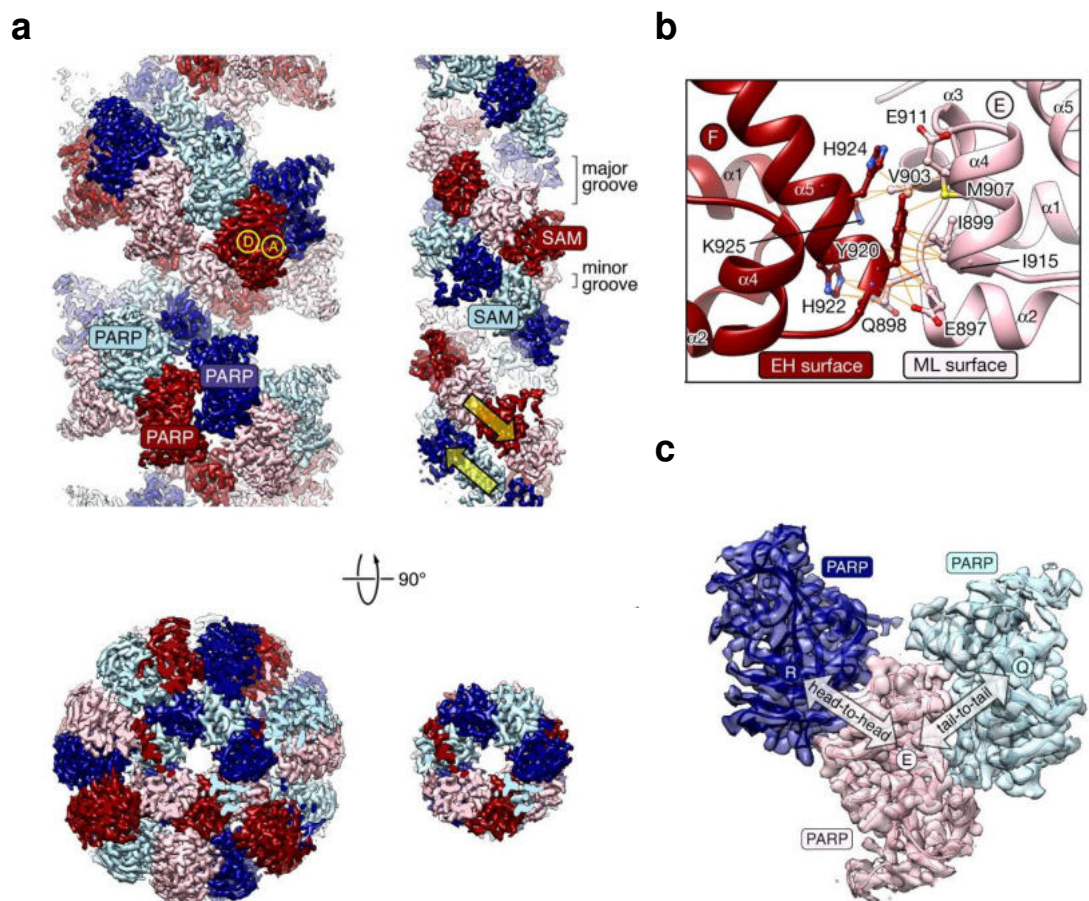 a
D
A
PARP
PARP
PARP
major
groove
SAM
minor
groove
SAM
90°
b
F
E
α3
α5
E911
H924
α4
α1
α5
V903
M907
α1
I899
K925
Y920
I915
α4
H922
Q898
E897
α2
α2
EH surface
ML surface
c
PARP
PARP
R
Q
head-to-head
tail-to-tail
E
PARP